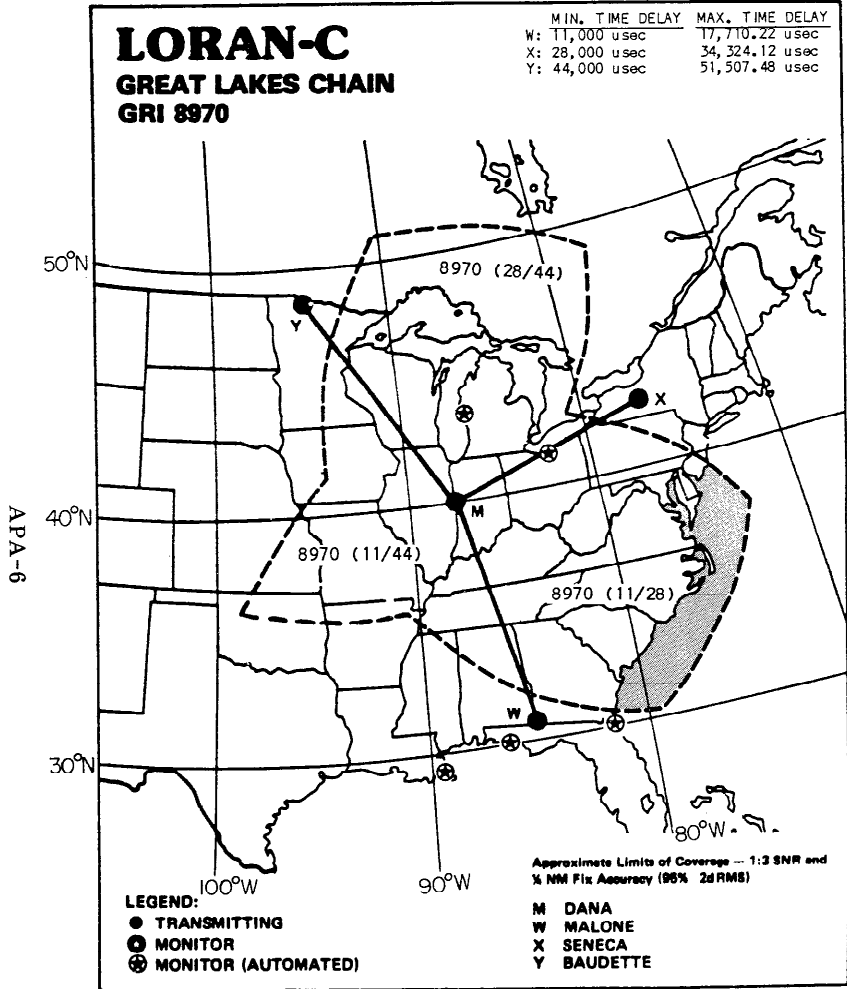 LORAN-C
GREAT LAKES CHAIN
GRI 8970
MIN. TIME DELAY MAX. TIME DELAY
W: 11,000 usec 17,710.22 usec
X: 28,000 usec 34,324.12 usec
Y: 44,000 usec 51,507.48 usec
50°N
8970 (28/44)
Y
X
M
40°N
APA-6
8970 (11/44)
8970 (11/28)
W
30°N
80°W
100°W
90°W
Approximate Limits of Coverage — 1:3 SNR and
¼ NM Fix Accuracy (95% 2dRMS)
LEGEND:
TRANSMITTING
MONITOR
MONITOR (AUTOMATED)
M DANA
W MALONE
X SENECA
Y BAUDETTE